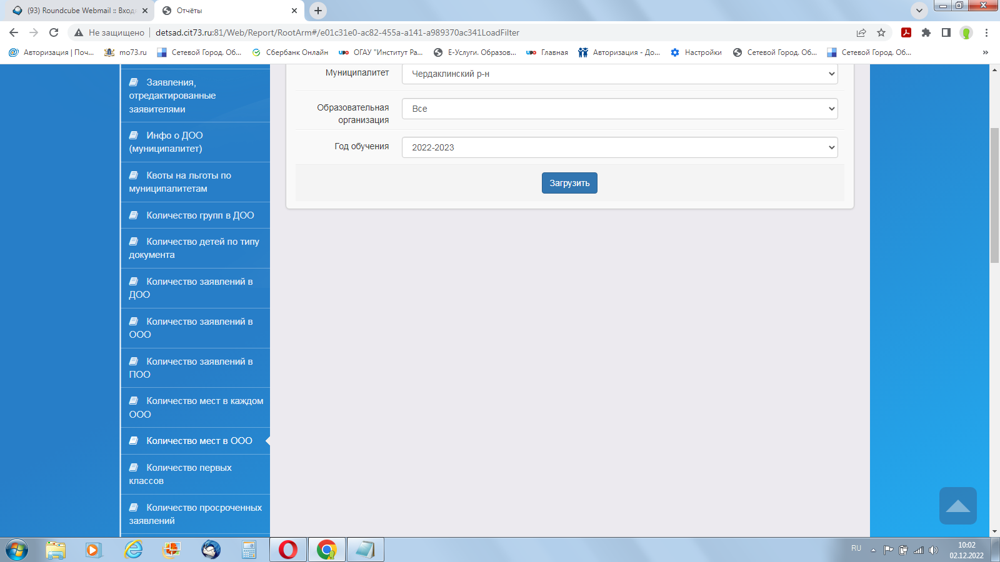 (93) Roundcube Webmail :: Входя
Отчёты
Не защищено
detsad.cit73.ru:81/Web/Report/RootArm#/e01c31e0-ac82-455a-a141-a989370ac341LoadFilter
Авторизация | Поч...
mo73.ru
Сетевой Город. Об...
Сбербанк Онлайн
ОГАУ "Институт Ра...
Е-Услуги. Образов...
Главная
Авторизация - До...
Настройки
Сетевой Город. Об...
Сетевой Город. Об...
»
Заявления,
отредактированные
заявителями
Инфо о ДОО
(муниципалитет)
Квоты на льготы по
муниципалитетам
Количество групп в ДОО
Количество детей по типу
документа
Количество заявлений в
ДОО
Количество заявлений в
ООО
Количество заявлений в
ПОО
Количество мест в каждом
ООО
Количество мест в ООО
Количество первых
классов
Количество просроченных
заявлений
Муниципалитет
Чердаклинский р-н
Образовательная
организация
Все
Год обучения
2022-2023
Загрузить
RU
10:02
02.12.2022